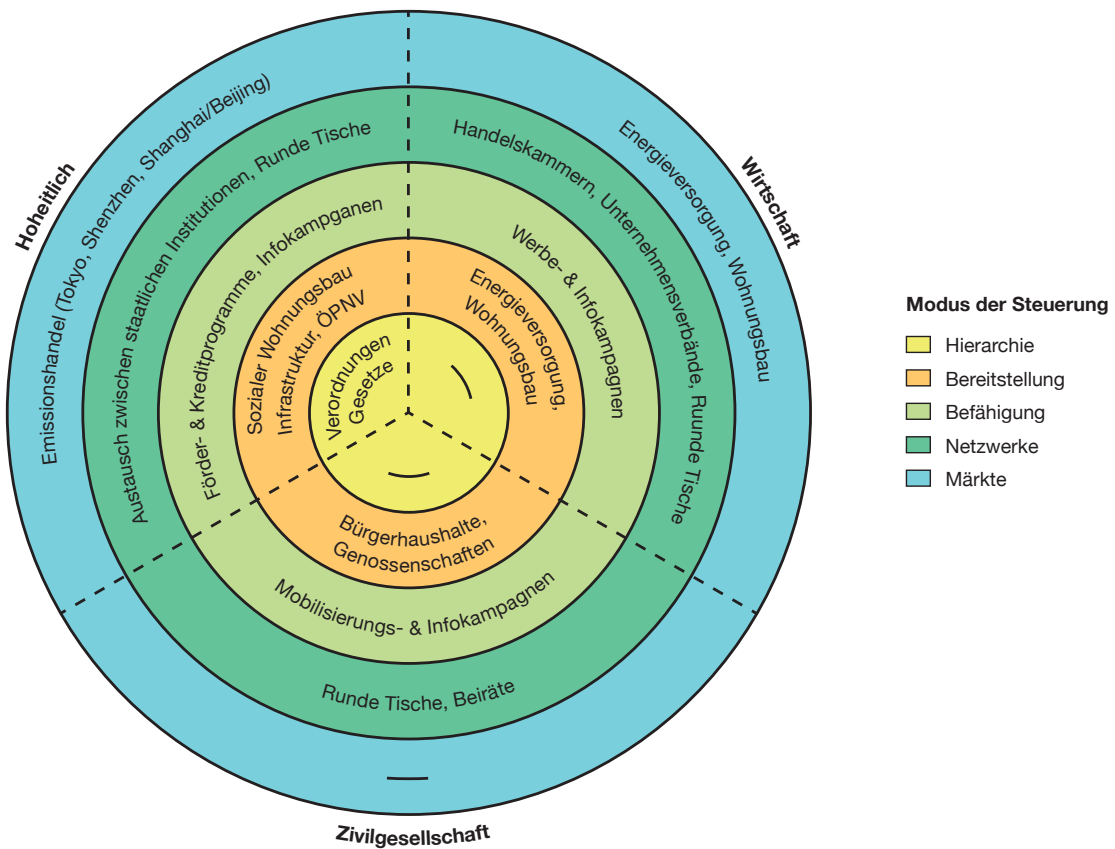 Hoheitlich
Emissionshandel (Tokyo, Shenzhen, Shanghai/Beijing)
Austausch zwischen staatlichen Institutionen, Runde Tische
Förder- & Kreditprogramme, Infokampganen
Sozialer Wohnungsbau
Infrastruktur, ÖPNV
Verordnungen
Gesetze
Wirtschaft
Energieversorgung, Wohnungsbau
Handelskammern, Unternehmensverbände, Ruunde Tische
Werbe- & Infokampagnen
Energieversorgung,
Wohnungsbau
Bürgerhaushalte,
Genossenschaften
Mobilisierungs- & Infokampagnen
Runde Tische, Beiräte
Zivilgesellschaft
Modus der Steuerung
Hierarchie
Bereitstellung
Befähigung
Netzwerke
Märkte